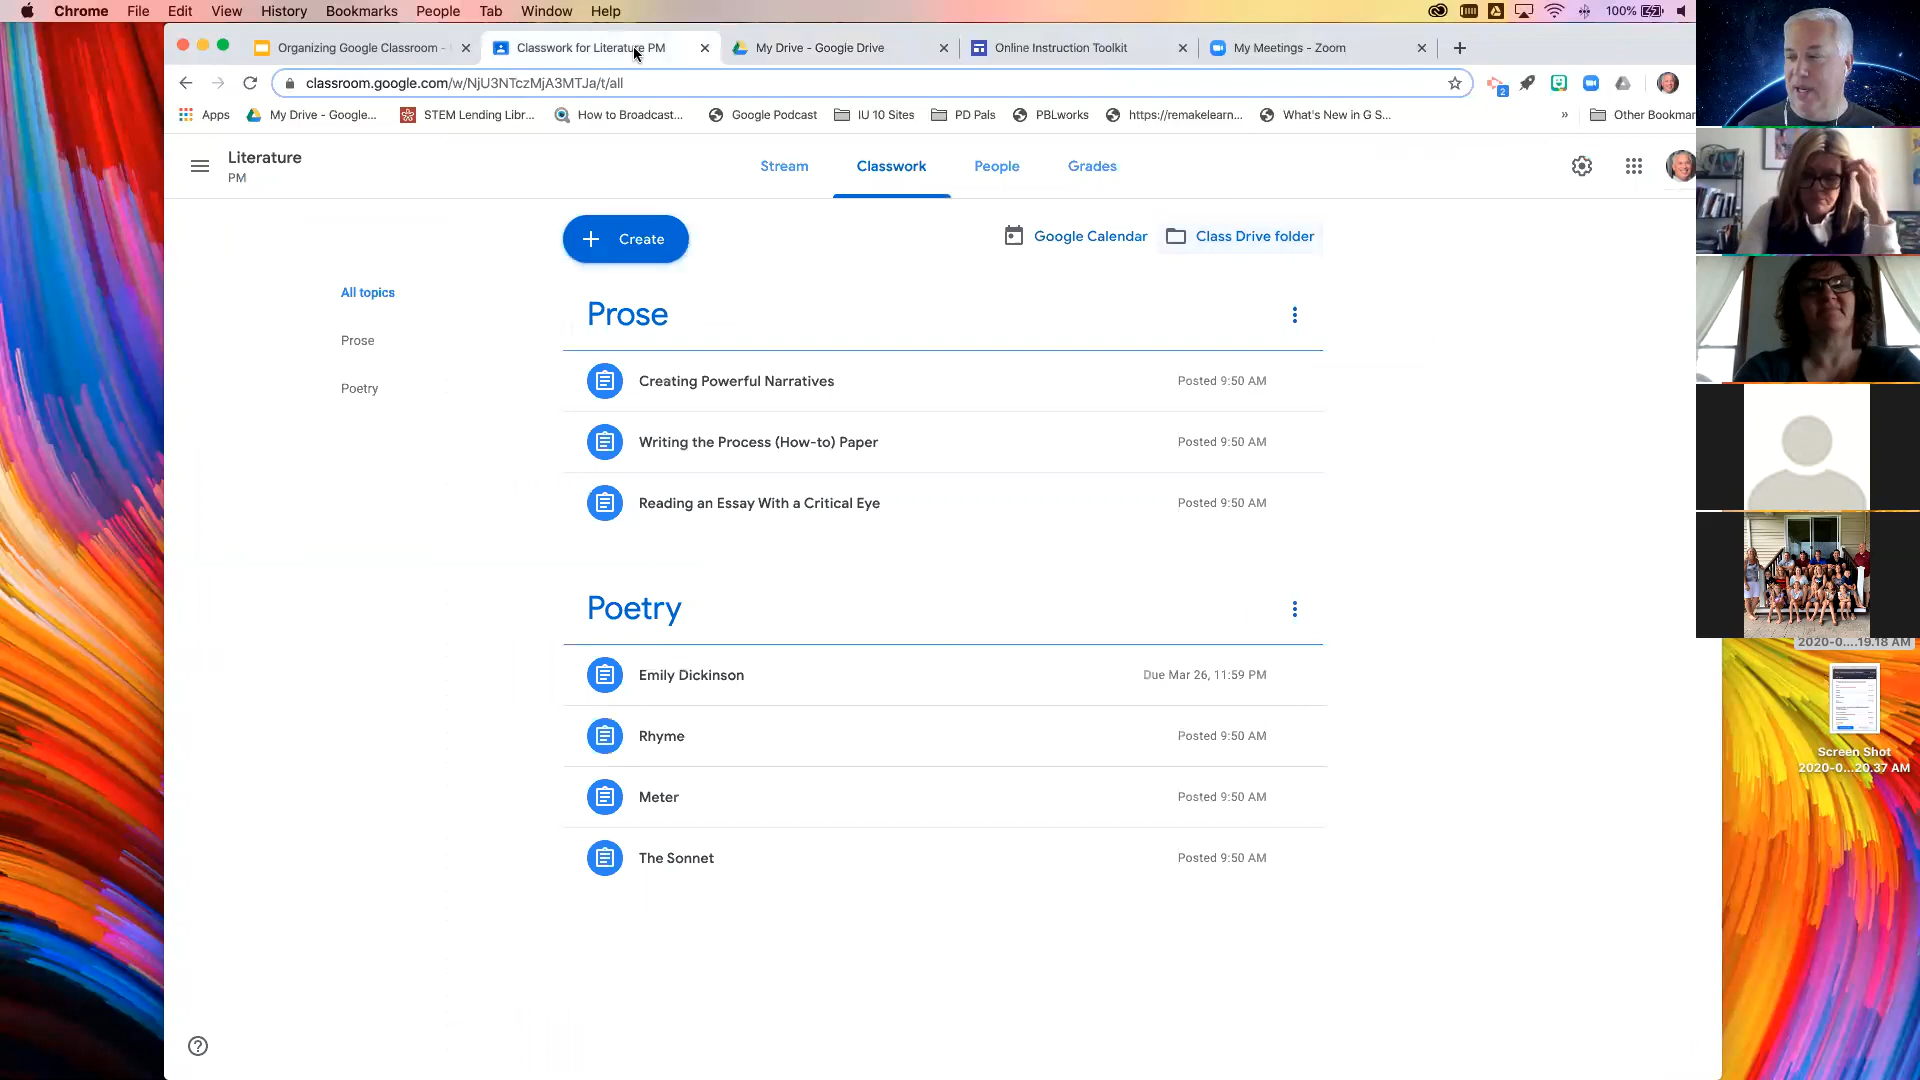 Chrome File Edit View History Bookmarks People Tab Window Help 100%
Organizing Google Classroom - Classwork for Literature PM My Drive - Google Drive Online Instruction Toolkit My Meetings - Zoom
classroom.google.com/w/NjU3NTczMjA3MTJa/t/all
2
Apps My Drive - Google... STEM Lending Libr... How to Broadcast... Google Podcast IU 10 Sites PD Pals PBLworks https://remakelearn... What's New in G S... » Other Bookmar
Literature
PM
Stream Classwork People Grades
Create
Google Calendar Class Drive folder
All topics
Prose
Poetry
Prose
Creating Powerful Narratives Posted 9:50 AM
Writing the Process (How-to) Paper Posted 9:50 AM
Reading an Essay With a Critical Eye Posted 9:50 AM
Poetry
Emily Dickinson Due Mar 26, 11:59 PM
Rhyme Posted 9:50 AM
Meter Posted 9:50 AM
The Sonnet Posted 9:50 AM
2020-0....19.18 AM
Screen Shot
2020-0...20.37 AM